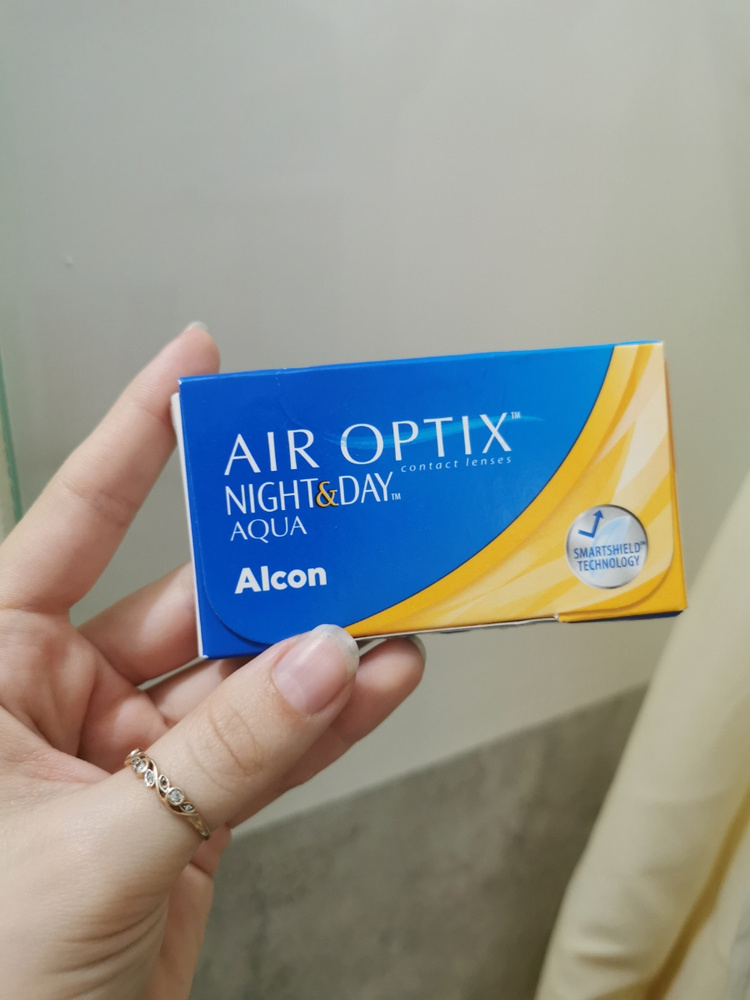 AIR OPTIX™
contact lenses
NIGHT&DAY™
AQUA
Alcon
SMARTSHIELD™
TECHNOLOGY